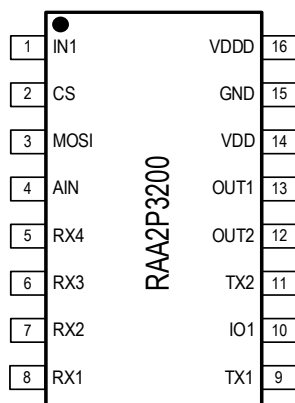 1 IN1 VDDD 16
2 CS GND 15
3 MOSI VDD 14
4 AIN OUT1 13
5 RX4 OUT2 12
6 RX3 TX2 11
7 RX2 IO1 10
8 RX1 TX1 9
RAA2P3200